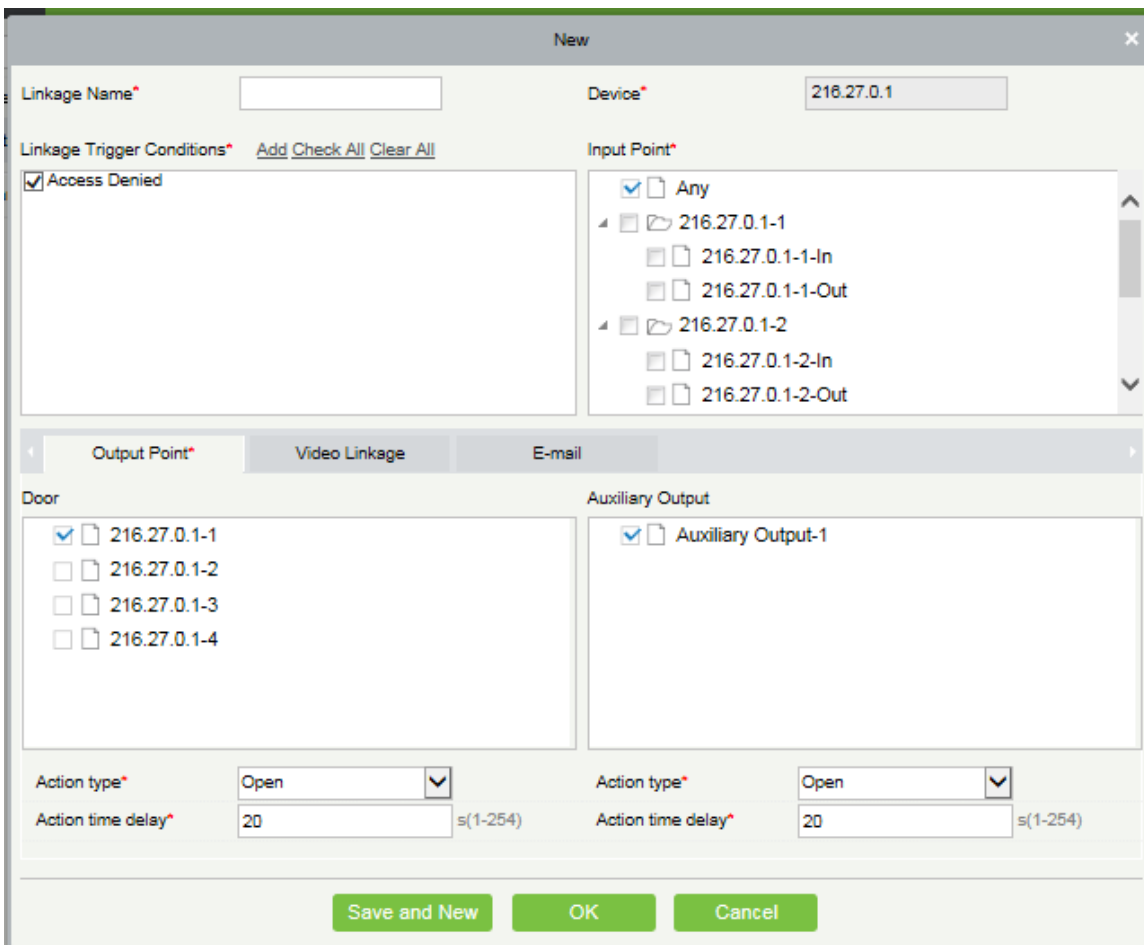 New
Linkage Name* Device* 216.27.0.1
Linkage Trigger Conditions* Add Check All Clear All Input Point*
Access Denied
Any
216.27.0.1-1
216.27.0.1-1-In
216.27.0.1-1-Out
216.27.0.1-2
216.27.0.1-2-In
216.27.0.1-2-Out
Output Point* Video Linkage E-mail
Door Auxiliary Output
216.27.0.1-1 Auxiliary Output-1
216.27.0.1-2
216.27.0.1-3
216.27.0.1-4
Action type* Open Action type* Open
Action time delay* 20 s(1-254) Action time delay* 20 s(1-254)
Save and New OK Cancel